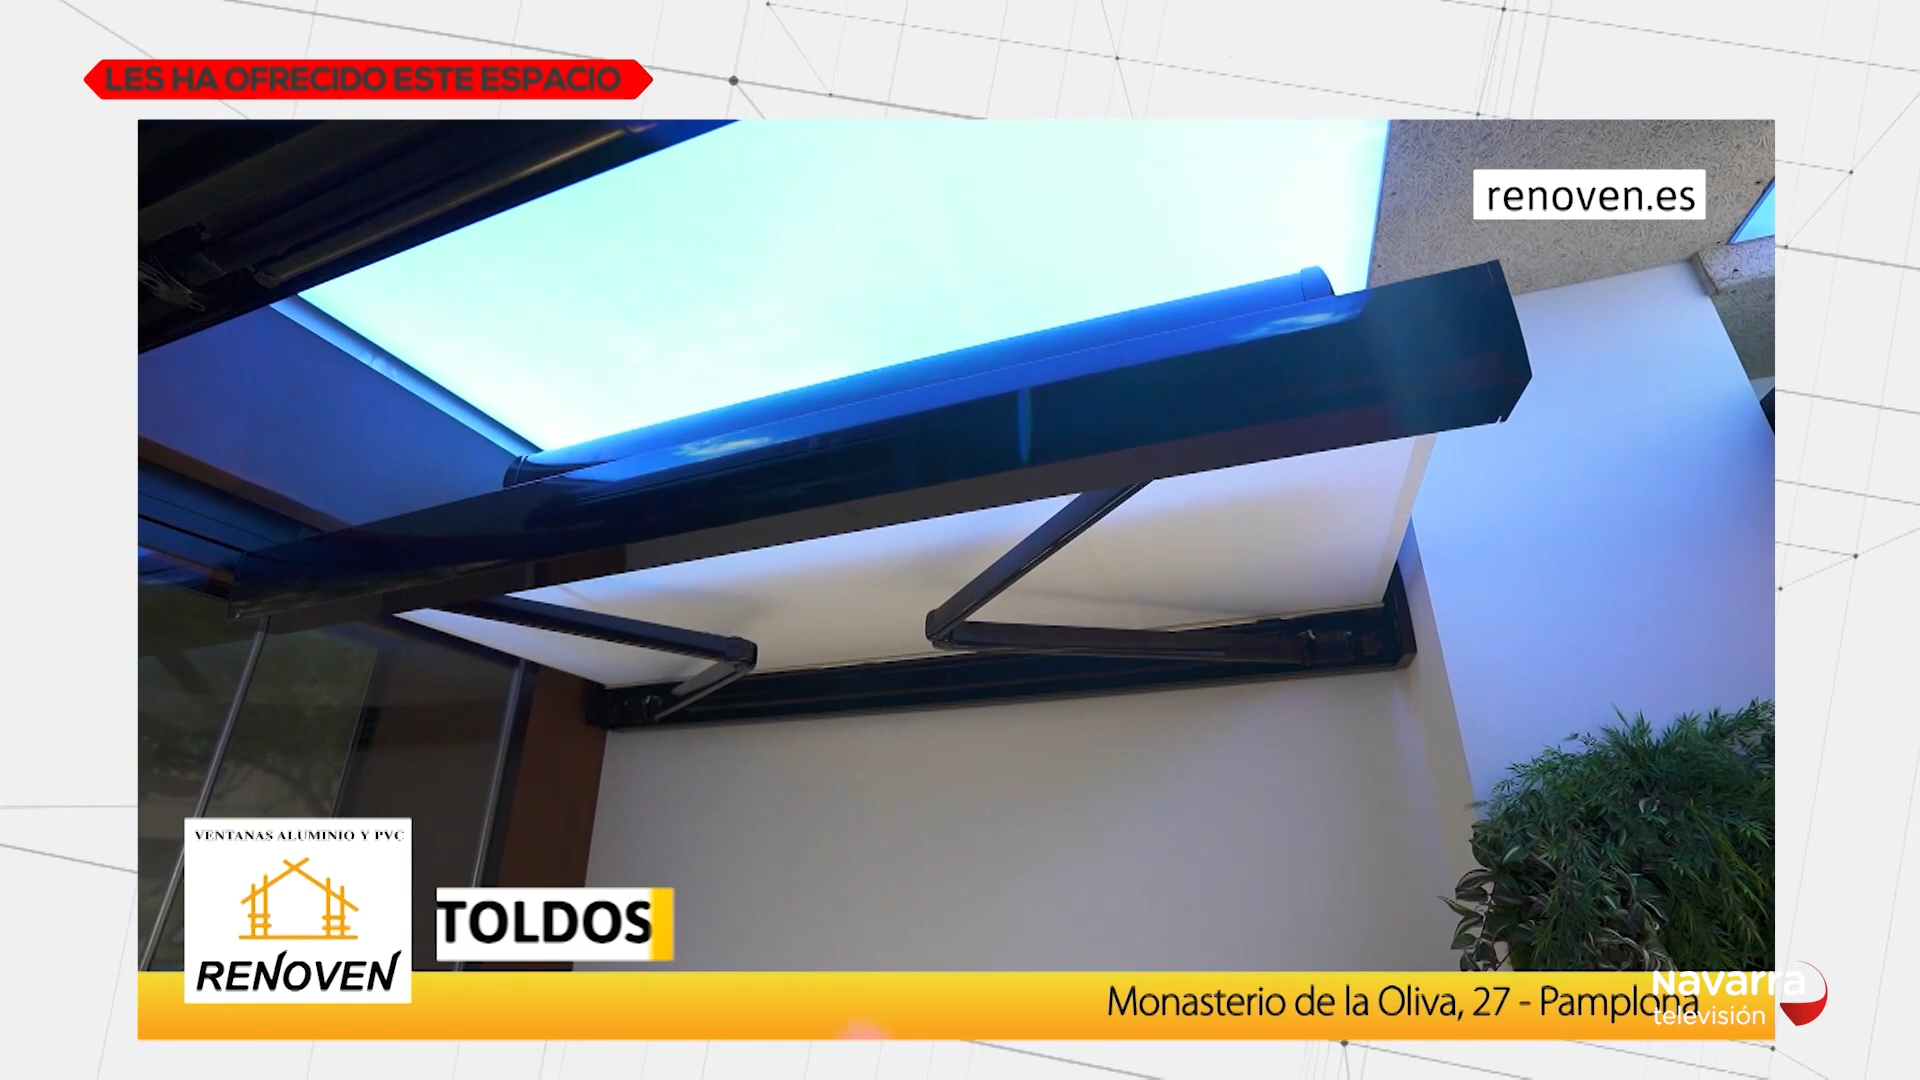 LES HA OFRECIDO ESTE ESPACIO
renoven.es
VENTANAS ALUMINIO Y PVC
RENOVEN
TOLDOS
Monasterio de la Oliva, 27 - Pamplona
Navarra
televisión